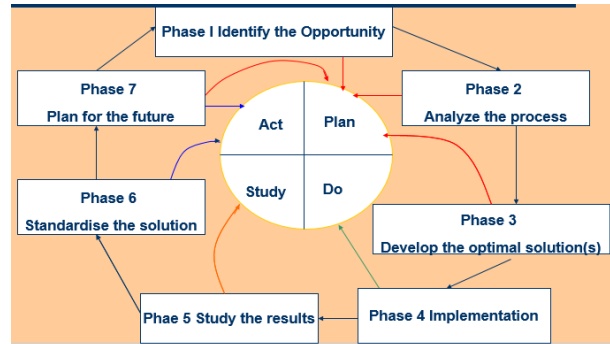 Phase I Identify the Opportunity
Phase 2
Analyze the process
Phase 3
Develop the optimal solution(s)
Phase 4 Implementation
Phae 5 Study the results
Phase 6
Standardise the solution
Phase 7
Plan for the future
Act
Plan
Study
Do